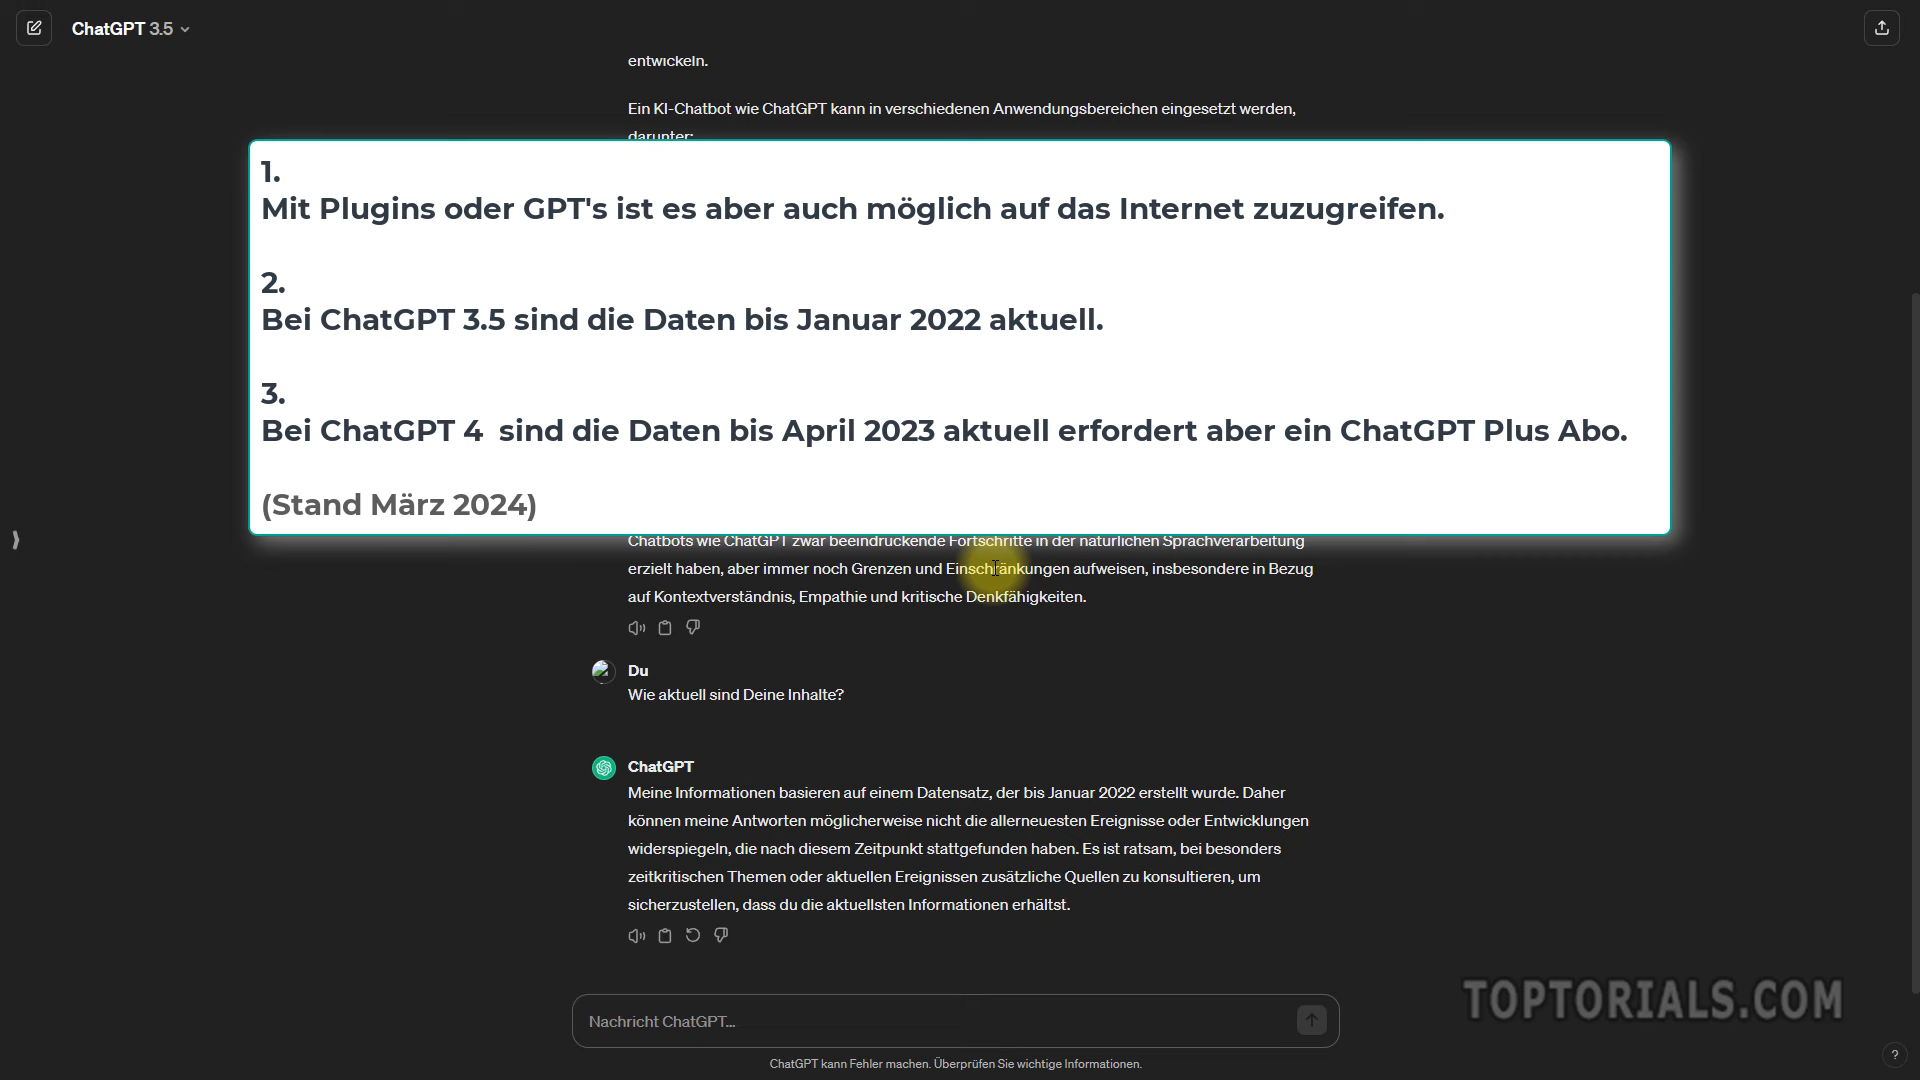 ChatGPT 3.5
entwickeln.
Ein KI-Chatbot wie ChatGPT kann in verschiedenen Anwendungsbereichen eingesetzt werden,
darunter:
1.
Mit Plugins oder GPT's ist es aber auch möglich auf das Internet zuzugreifen.
2.
Bei ChatGPT 3.5 sind die Daten bis Januar 2022 aktuell.
3.
Bei ChatGPT 4 sind die Daten bis April 2023 aktuell erfordert aber ein ChatGPT Plus Abo.
(Stand März 2024)
Chatbots wie ChatGPT zwar beeindruckende Fortschritte in der natürlichen Sprachverarbeitung
erzielt haben, aber immer noch Grenzen und Einschränkungen aufweisen, insbesondere in Bezug
auf Kontextverständnis, Empathie und kritische Denkfähigkeiten.
Du
Wie aktuell sind Deine Inhalte?
ChatGPT
Meine Informationen basieren auf einem Datensatz, der bis Januar 2022 erstellt wurde. Daher
können meine Antworten möglicherweise nicht die allerneuesten Ereignisse oder Entwicklungen
widerspiegeln, die nach diesem Zeitpunkt stattgefunden haben. Es ist ratsam, bei besonders
zeitkritischen Themen oder aktuellen Ereignissen zusätzliche Quellen zu konsultieren, um
sicherzustellen, dass du die aktuellsten Informationen erhältst.
Nachricht ChatGPT...
TOPTORIALS.COM
ChatGPT kann Fehler machen. Überprüfen Sie wichtige Informationen.
?